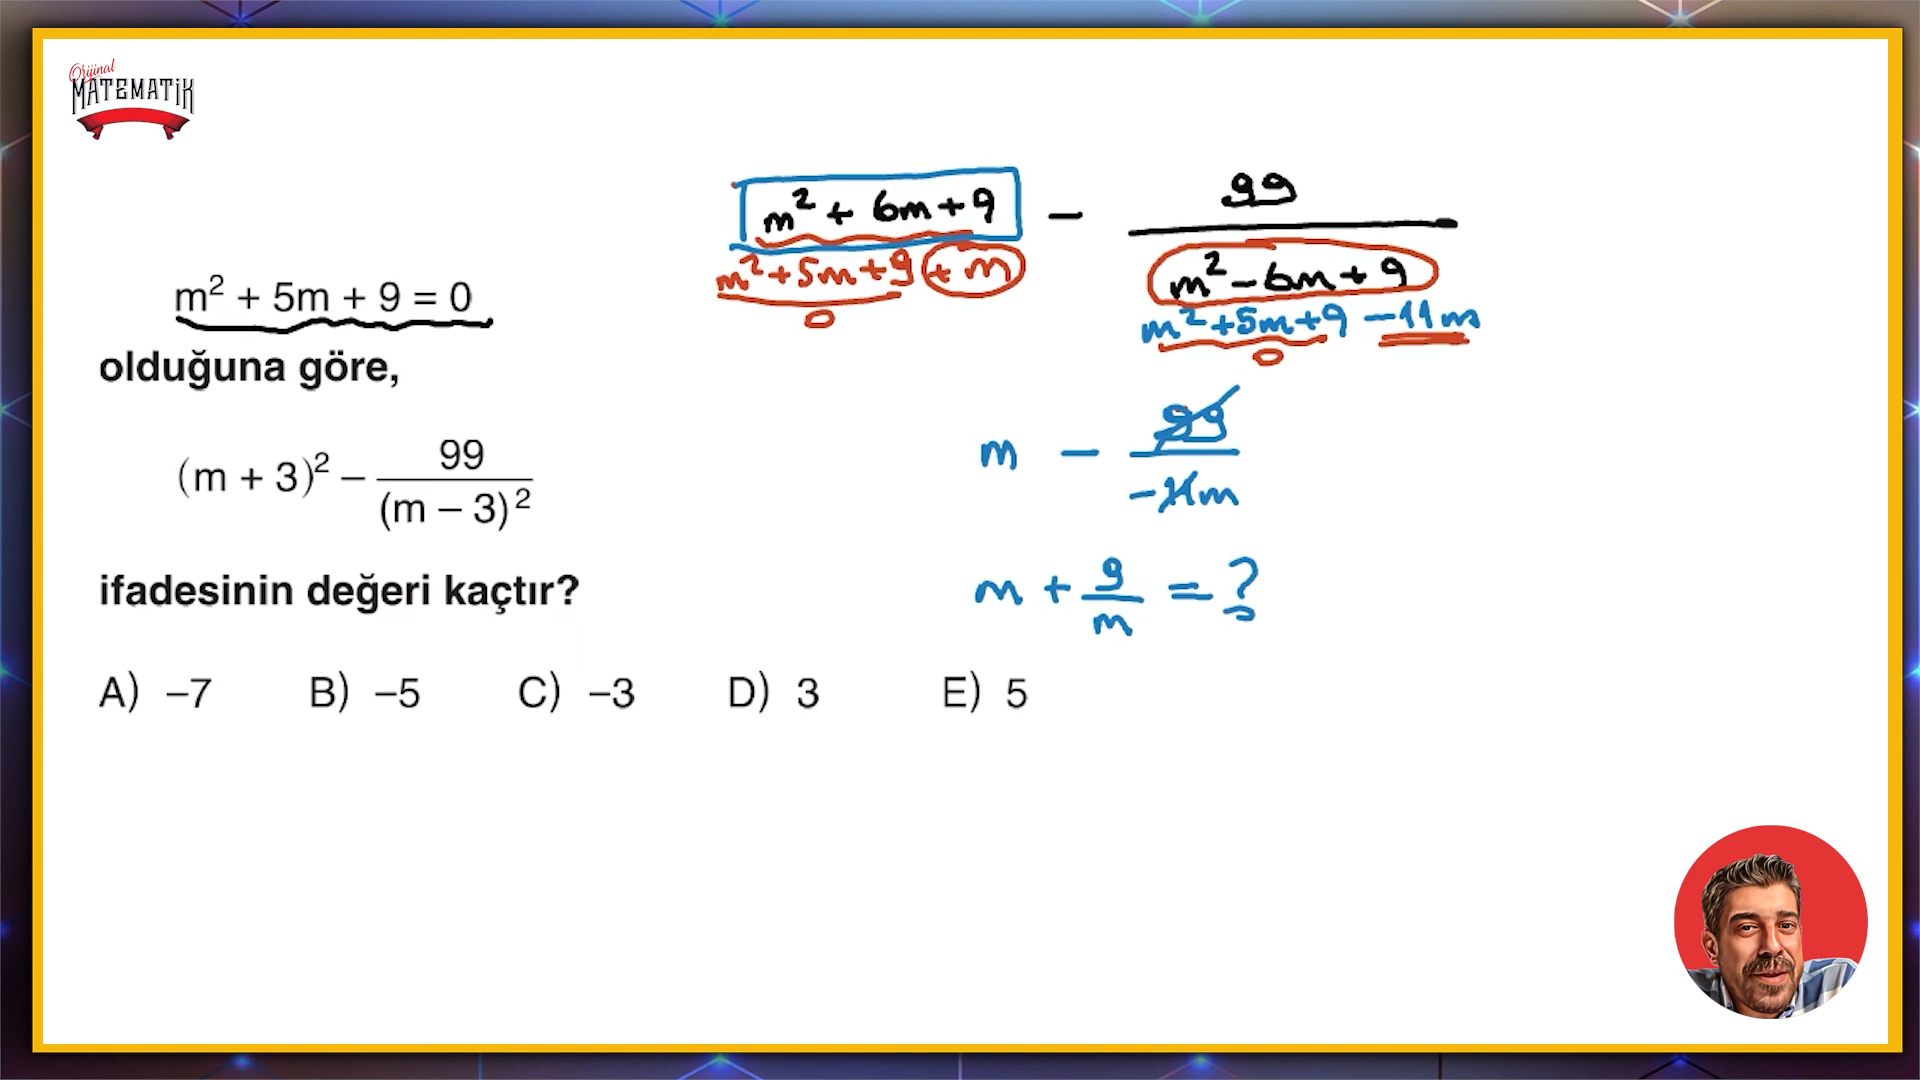 Orijinal
MATEMATİK
m² + 5m + 9 = 0
olduğuna göre,
(m + 3)² – 99/(m – 3)²
ifadesinin değeri kaçtır?
A) –7 B) –5 C) –3 D) 3 E) 5
m² + 6m + 9 – 99/(m² – 6m + 9)
m² + 5m + 9 + m
0
m² + 5m + 9 – 11m
0
m – 99/–11m
m + 9/m = ?